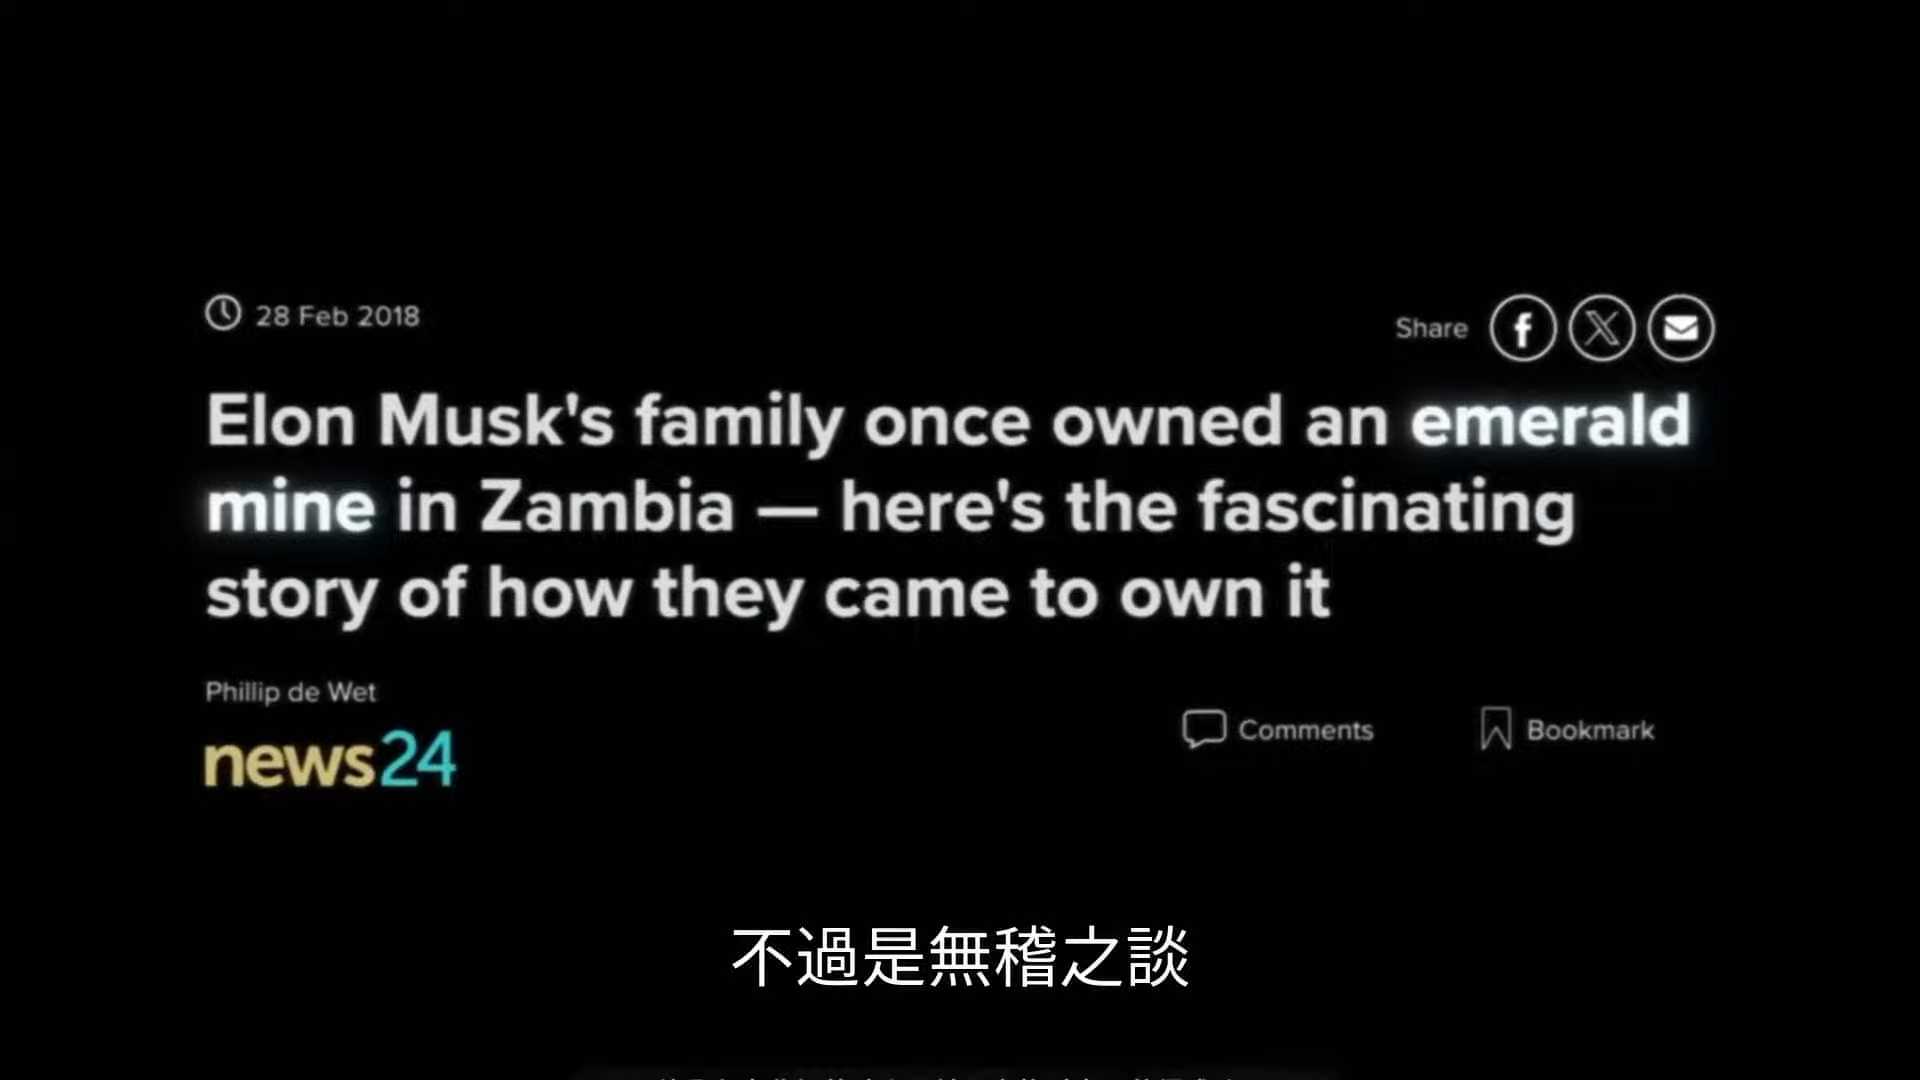 28 Feb 2018
Share
Elon Musk's family once owned an emerald
mine in Zambia — here's the fascinating
story of how they came to own it
Phillip de Wet
news24
Comments
Bookmark
不過是無稽之談